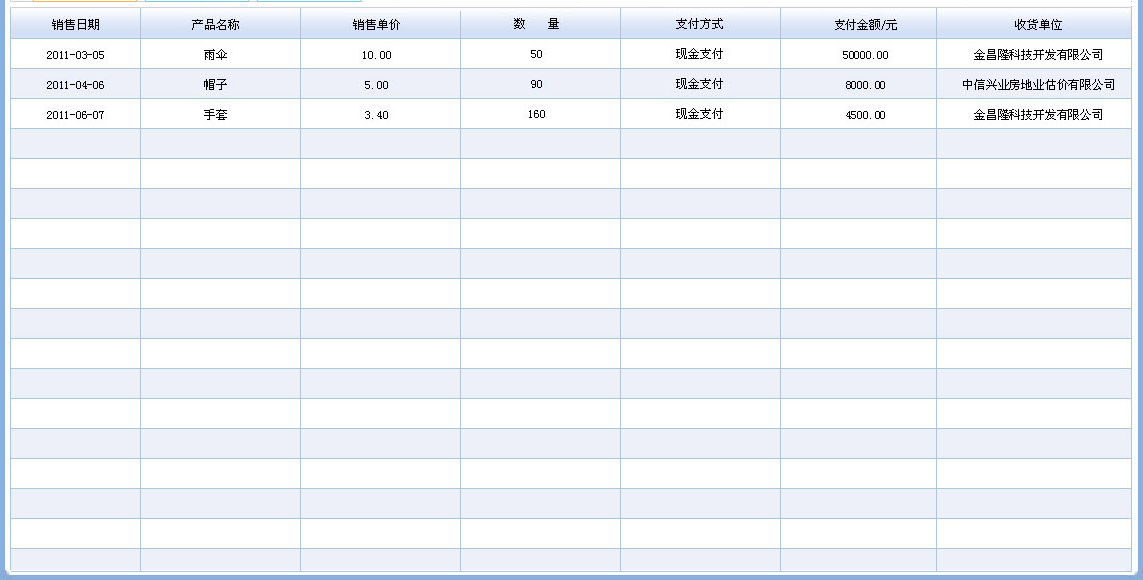 销售日期 产品名称 销售单价 数 量 支付方式 支付金额/元 收货单位
2011-03-05 雨伞 10.00 50 现金支付 50000.00 金昌隆科技开发有限公司
2011-04-06 帽子 5.00 90 现金支付 8000.00 中信兴业房地业估价有限公司
2011-06-07 手套 3.40 160 现金支付 4500.00 金昌隆科技开发有限公司